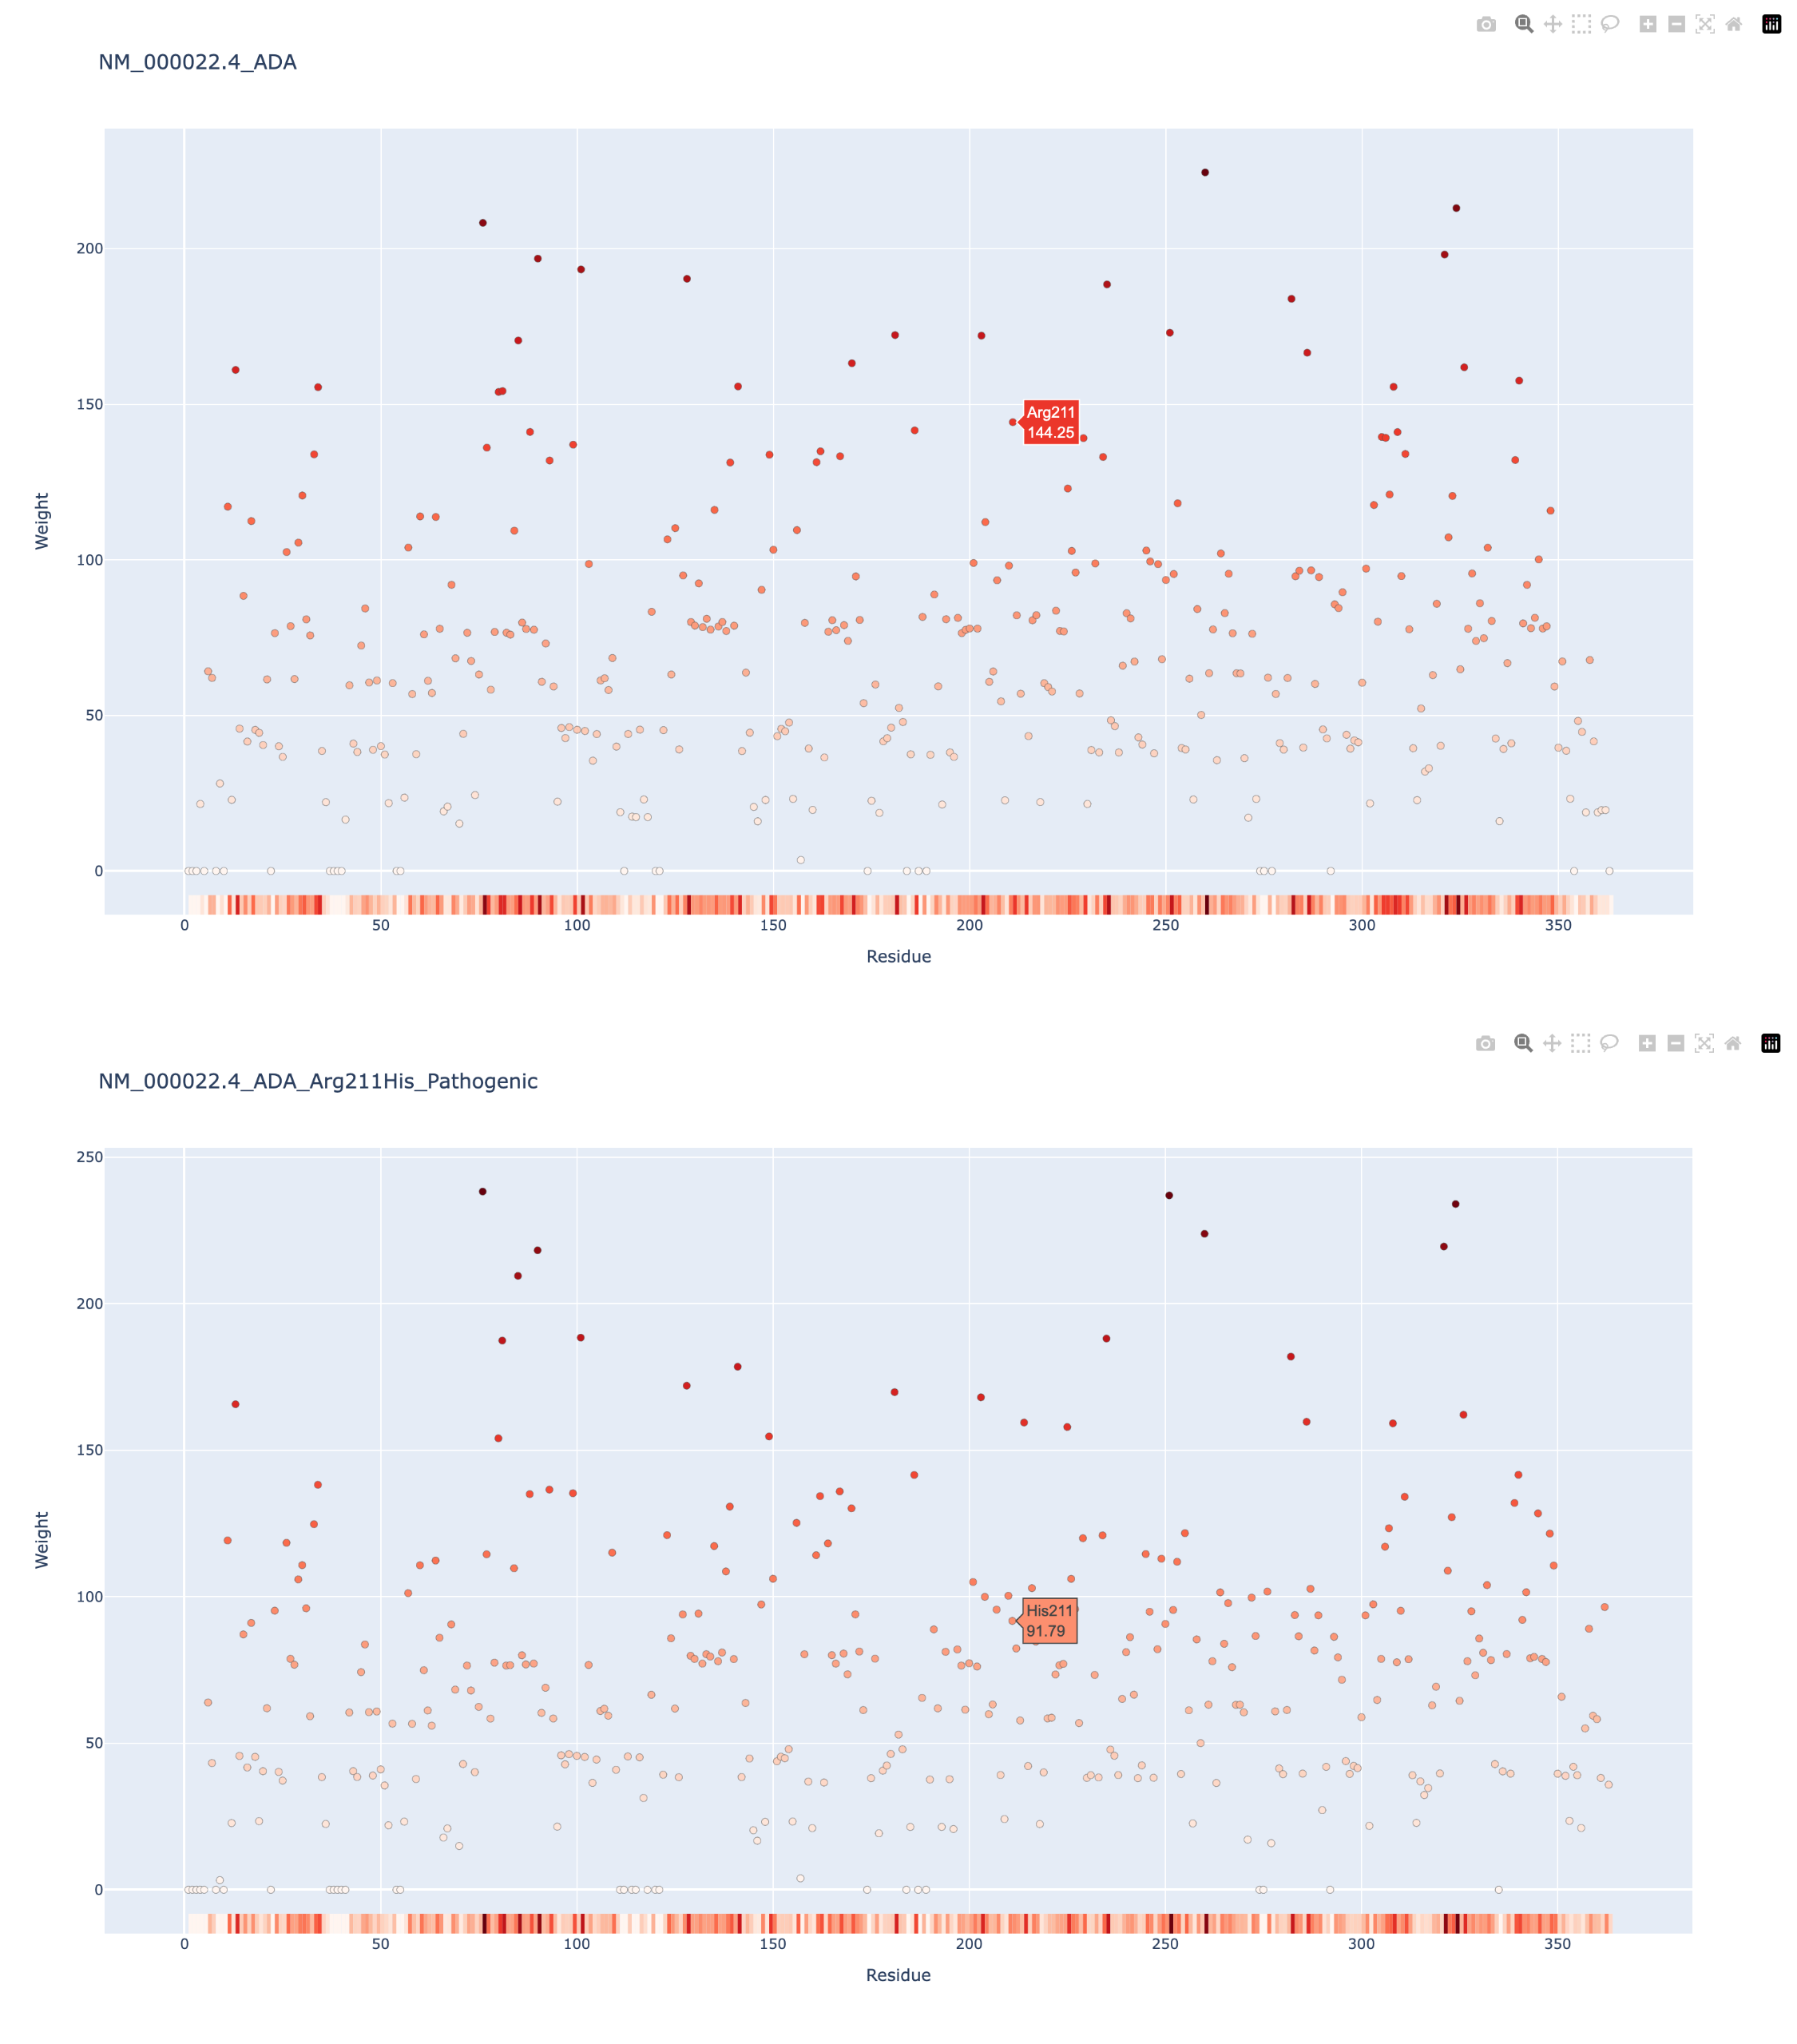 NM_000022.4_ADA
200
150
100
50
0
Weight
Arg211
144.25
0 50 100 150 200 250 300 350
Residue
NM_000022.4_ADA_Arg211His_Pathogenic
250
200
150
100
50
0
Weight
His211
91.79
0 50 100 150 200 250 300 350
Residue